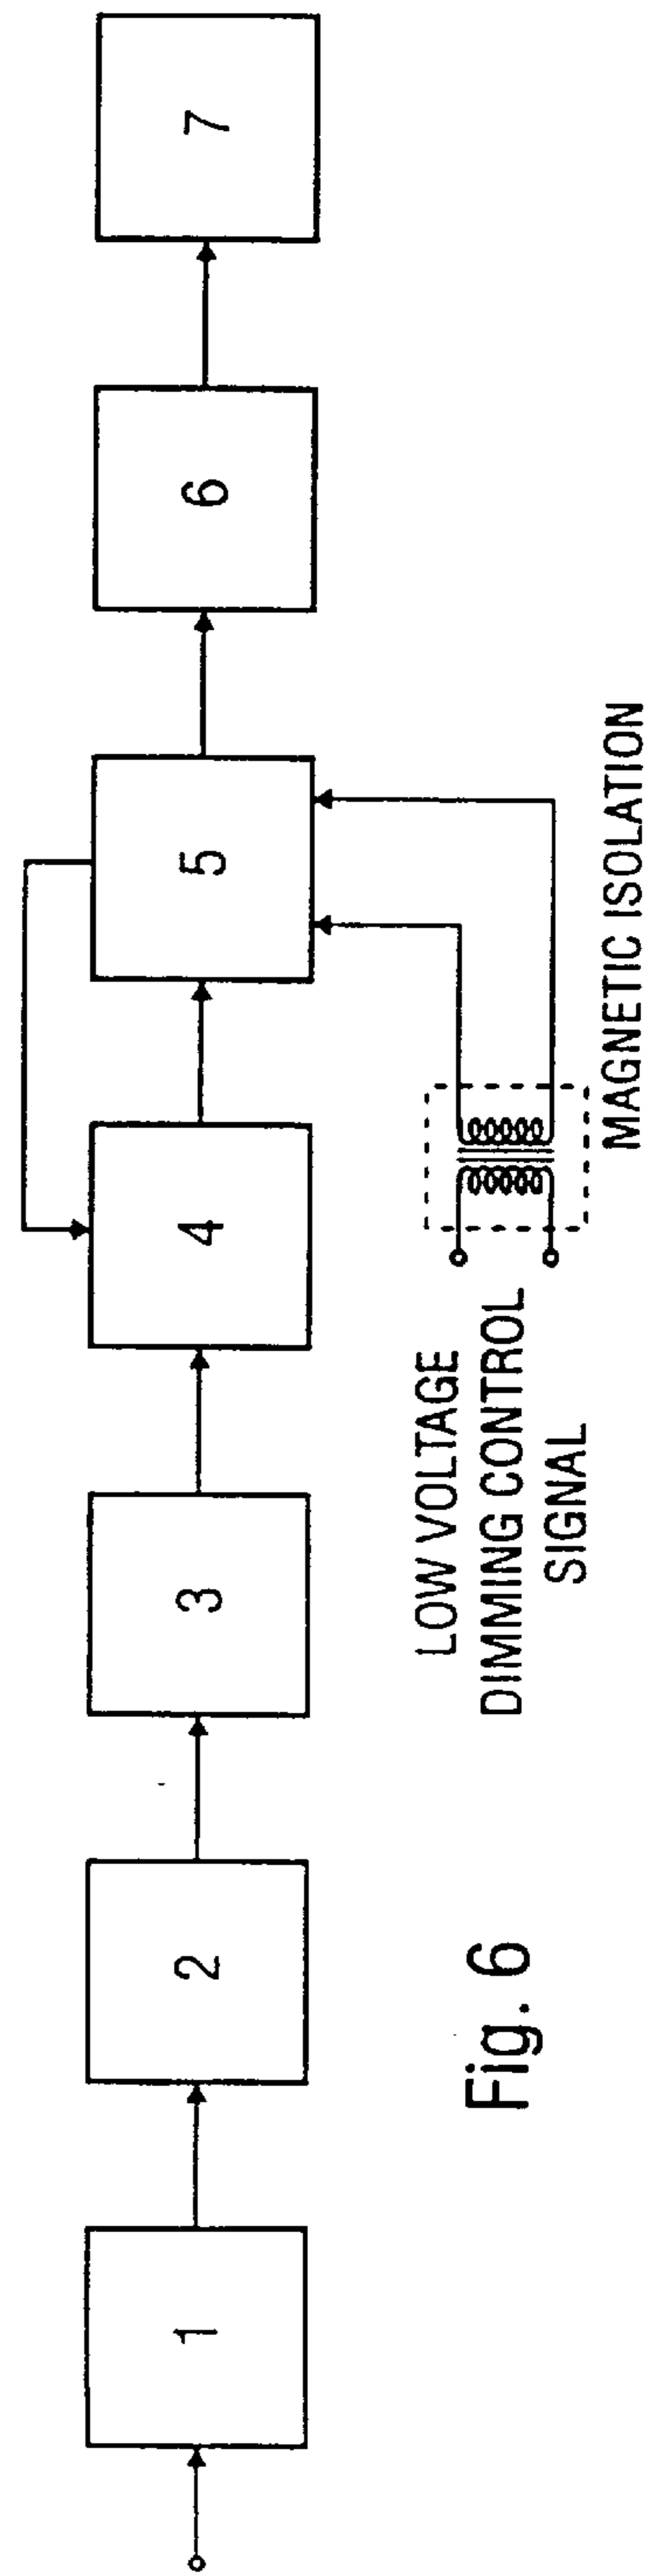 1
2
3
4
5
6
7
LOW VOLTAGE
DIMMING CONTROL
SIGNAL
MAGNETIC ISOLATION
Fig. 6